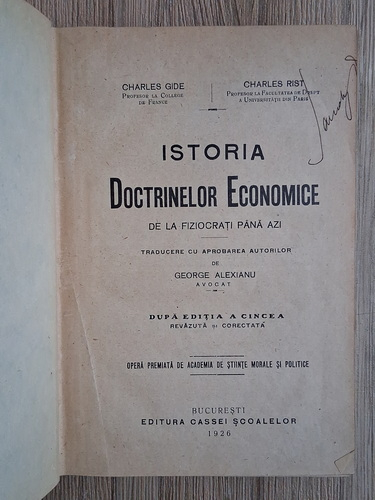 CHARLES GIDE
PROFESOR LA COLLEGE
DE FRANCE
CHARLES RIST
PROFESOR LA FACULTATEA DE DREPT
A UNIVERSITAȚII DIN PARIS
ISTORIA
DOCTRINELOR ECONOMICE
DE LA FIZIOCRAȚI PÂNĂ AZI
TRADUCERE CU APROBAREA AUTORILOR
DE
GEORGE ALEXIANU
AVOCAT
DUPĂ EDIȚIA A CINCEA
REVĂZUTĂ ȘI CORECTATĂ
OPERĂ PREMIATĂ DE ACADEMIA DE ȘTIINȚE MORALE ȘI POLITICE
BUCUREȘTI
EDITURA CASSEI ȘCOALELOR
1926